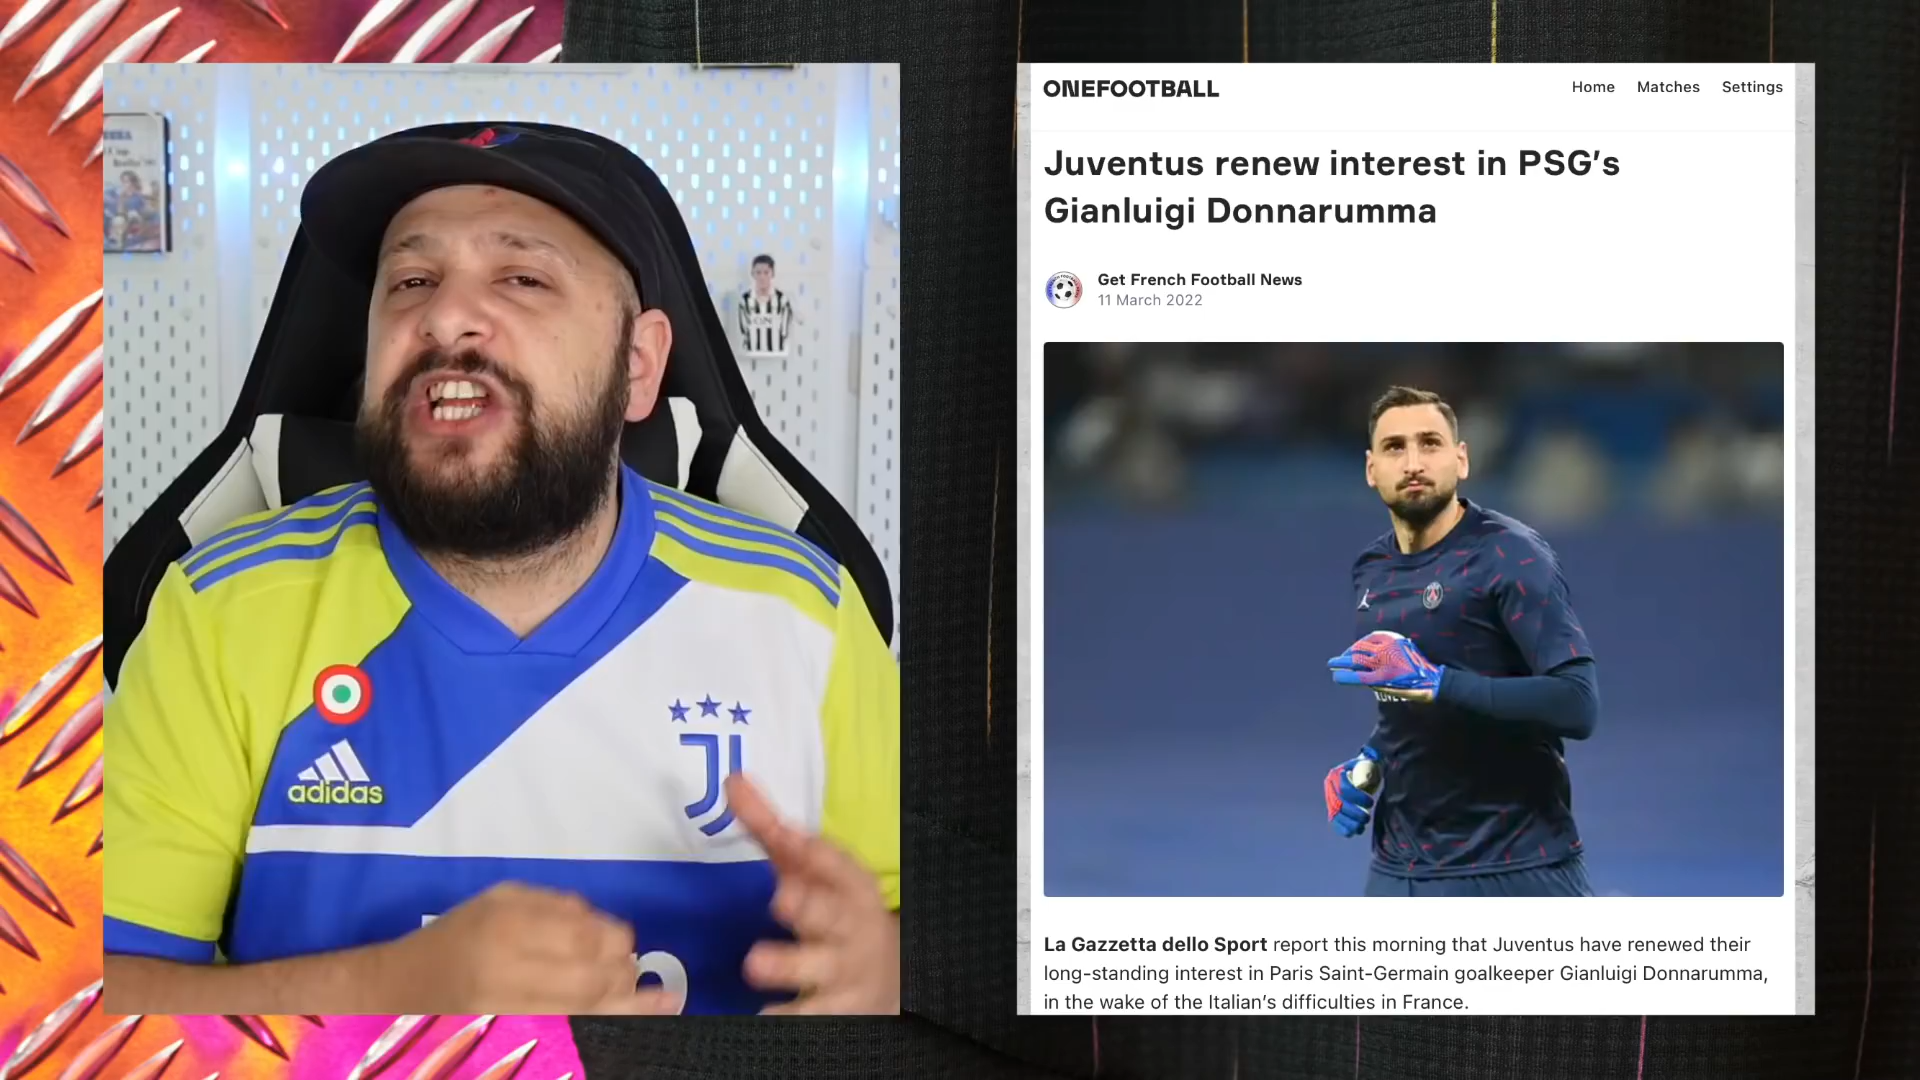 adidas
ONEFOOTBALL
Home Matches Settings
Juventus renew interest in PSG's
Gianluigi Donnarumma
Get French Football News
11 March 2022
La Gazzetta dello Sport report this morning that Juventus have renewed their
long-standing interest in Paris Saint-Germain goalkeeper Gianluigi Donnarumma,
in the wake of the Italian's difficulties in France.